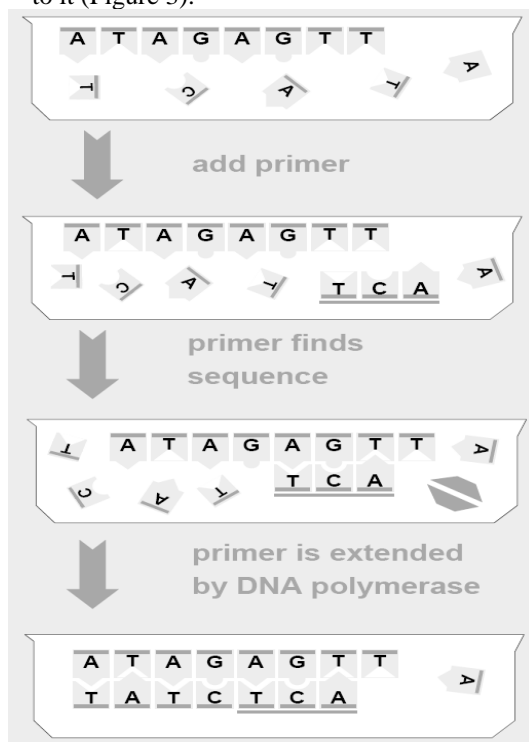 to it (Figure 3).
A T A G A G T T
T C A T A
add primer
A T A G A G T T
T C A T T C A A
primer finds
sequence
T A T A G A G T T A
C A T T C A
primer is extended
by DNA polymerase
A T A G A G T T
T A T C T C A A